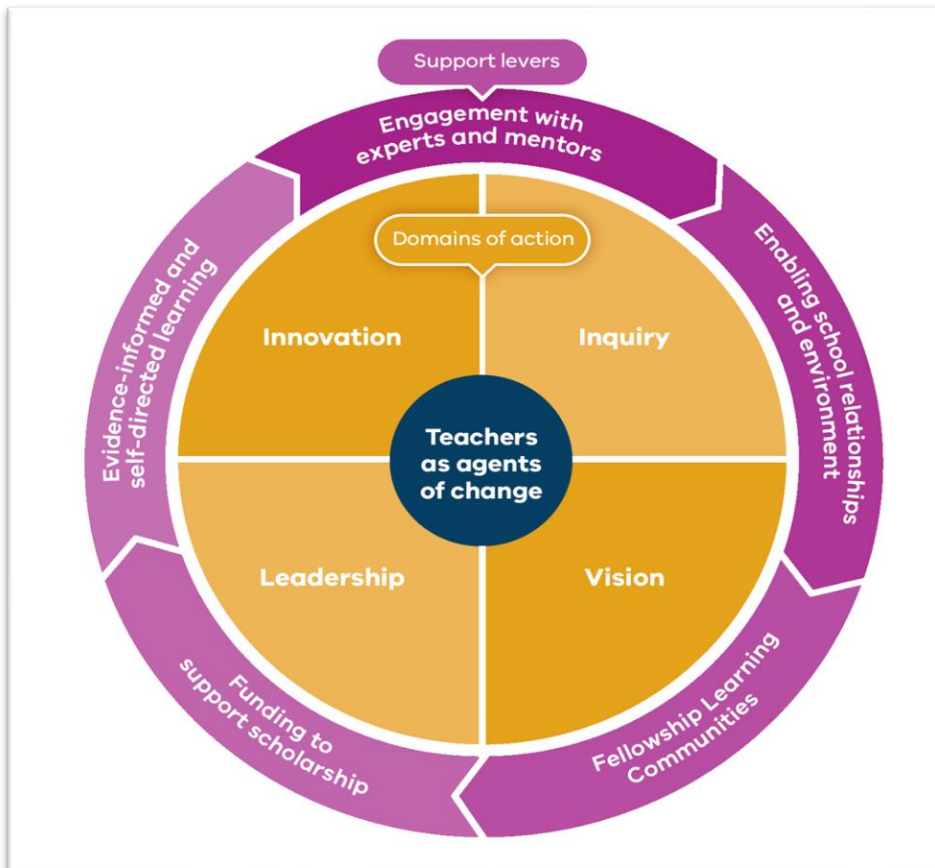 Support levers
Engagement with
experts and mentors
Enabling school relationships
and environment
Fellowship Learning
Communities
Funding to
support scholarship
Evidence-informed and
self-directed learning
Domains of action
Innovation
Inquiry
Teachers
as agents
of change
Leadership
Vision